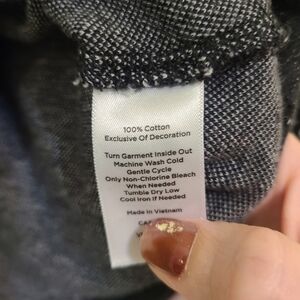 100% Cotton
Exclusive Of Decoration
Turn Garment Inside Out
Machine Wash Cold
Gentle Cycle
Only Non-Chlorine Bleach
When Needed
Tumble Dry Low
Cool Iron if Needed
Made in Vietnam